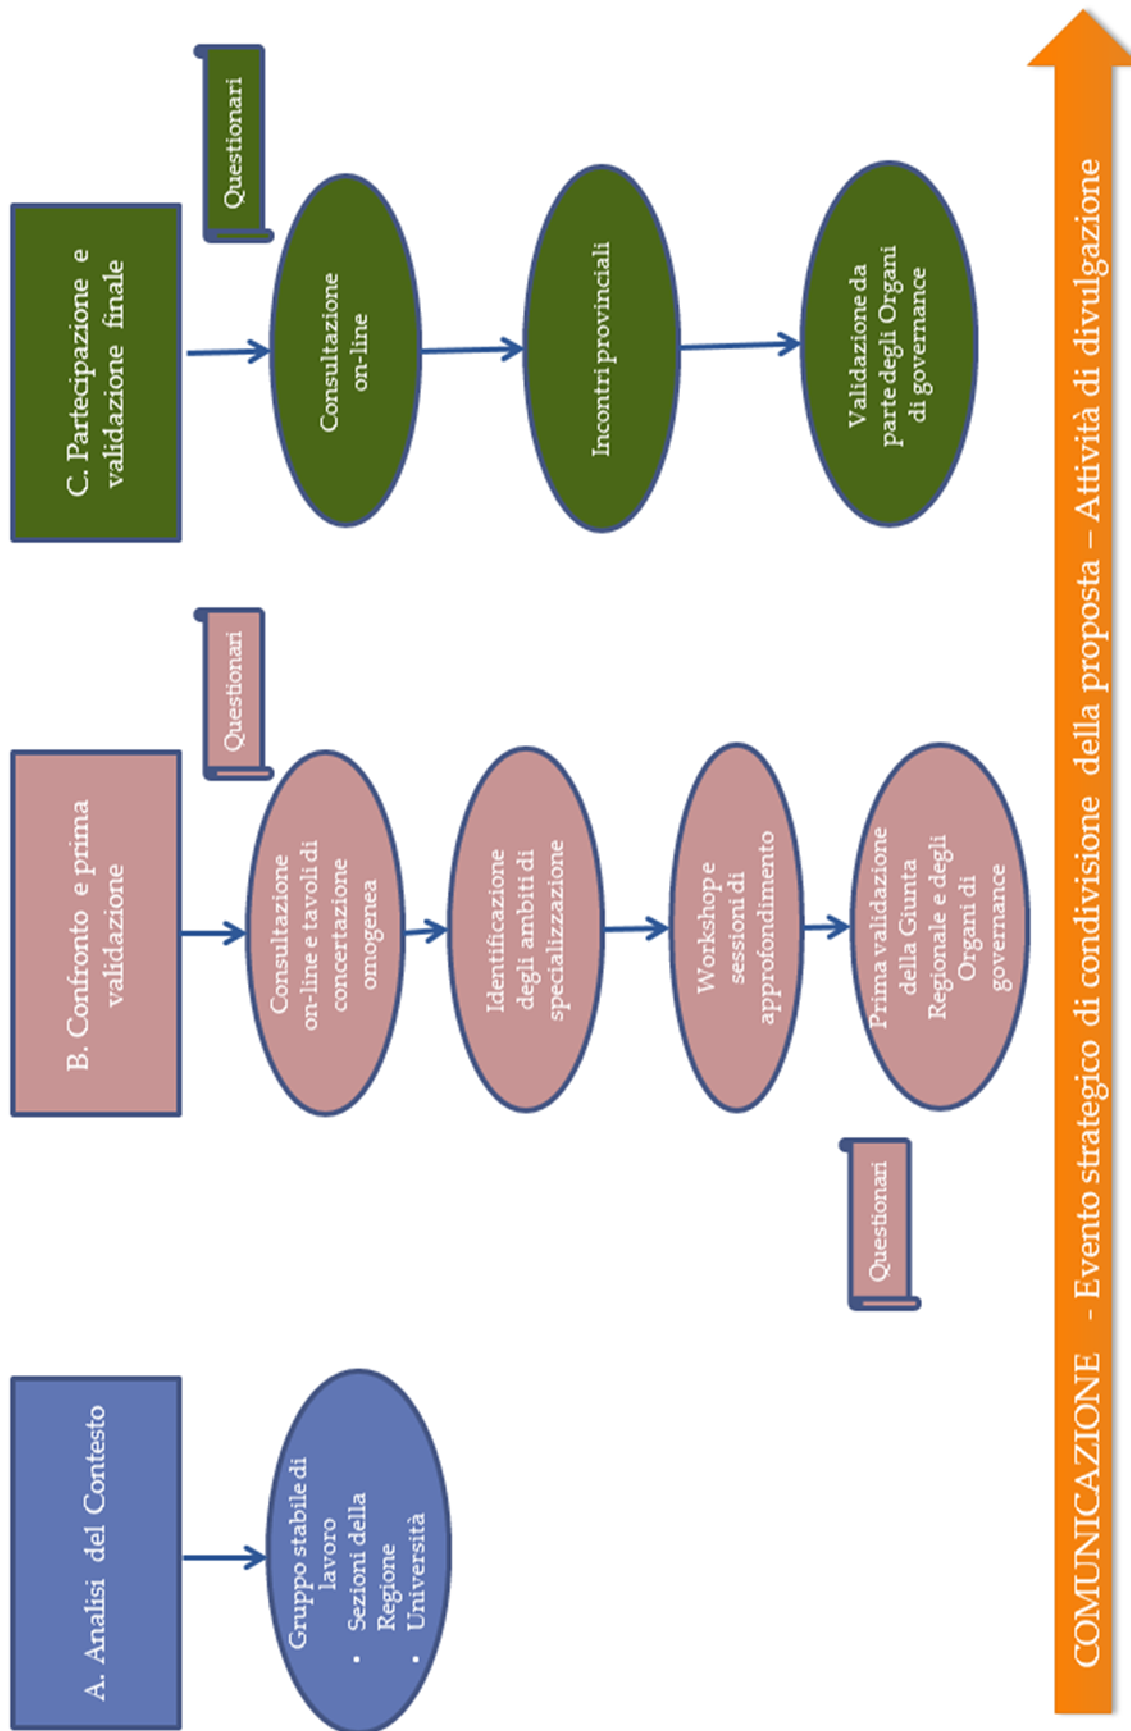 A. Analisi del Contesto
Gruppo stabile di
lavoro
• Sezioni della
Regione
• Università
B. Confronto e prima
validazione
Questionari
Consultazione
on-line e tavoli di
concertazione
omogenea
Identificazione
degli ambiti di
specializzazione
Workshop e
sessioni di
approfondimento
Questionari
Prima validazione
della Giunta
Regionale e degli
Organi di
governance
C. Partecipazione e
validazione finale
Questionari
Consultazione
on-line
Incontri provinciali
Validazione da
parte degli Organi
di governance
COMUNICAZIONE - Evento strategico di condivisione della proposta – Attività di divulgazione